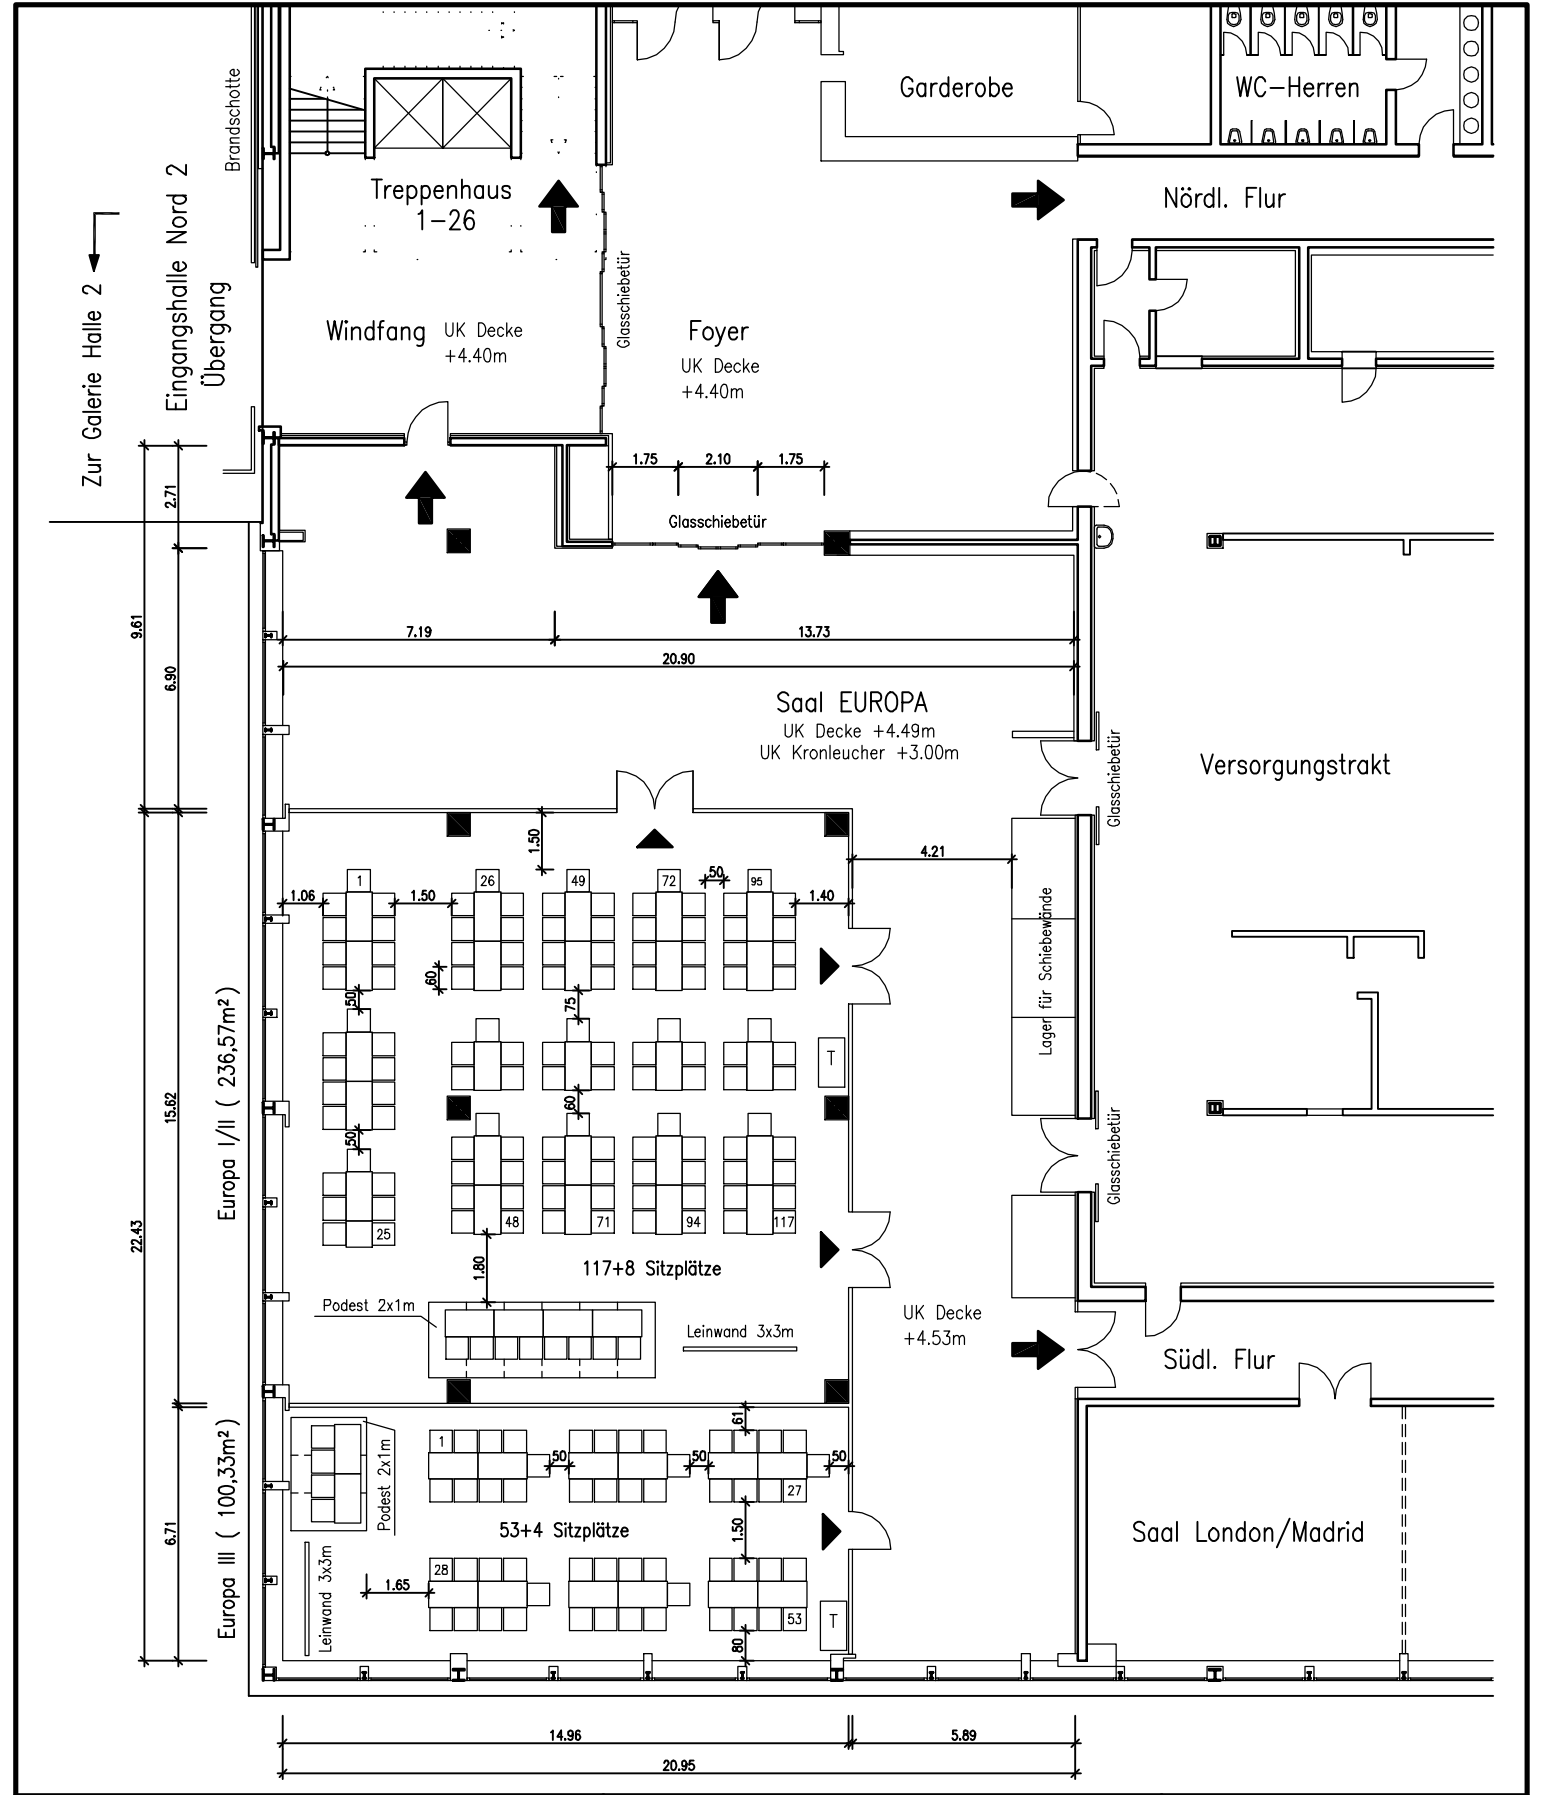 Garderobe
WC-Herren
Brandschotte
Treppenhaus
1-26
Nördl. Flur
Zur Galerie Halle 2
Eingangshalle Nord 2
Übergang
Glasschiebetür
Windfang
UK Decke
+4.40m
Foyer
UK Decke
+4.40m
1.75
2.10
1.75
2.71
Glasschiebetür
9.61
6.90
7.19
13.73
20.90
Saal EUROPA
UK Decke +4.49m
UK Kronleucher +3.00m
Glasschiebetür
Versorgungstrakt
1.50
4.21
1
26
49
72
95
50
1.06
1.50
1.40
60
50
75
Lager für Schiebewände
T
60
50
Glasschiebetür
Europa I/II ( 236,57m²)
15.62
22.43
25
48
71
94
117
1.80
117+8 Sitzplätze
Podest 2x1m
Leinwand 3x3m
UK Decke
+4.53m
Südl. Flur
61
1
50
50
50
27
Podest 2x1m
53+4 Sitzplätze
1.50
Europa III ( 100,33m²)
6.71
Leinwand 3x3m
1.65
28
53
T
80
Saal London/Madrid
14.96
5.89
20.95